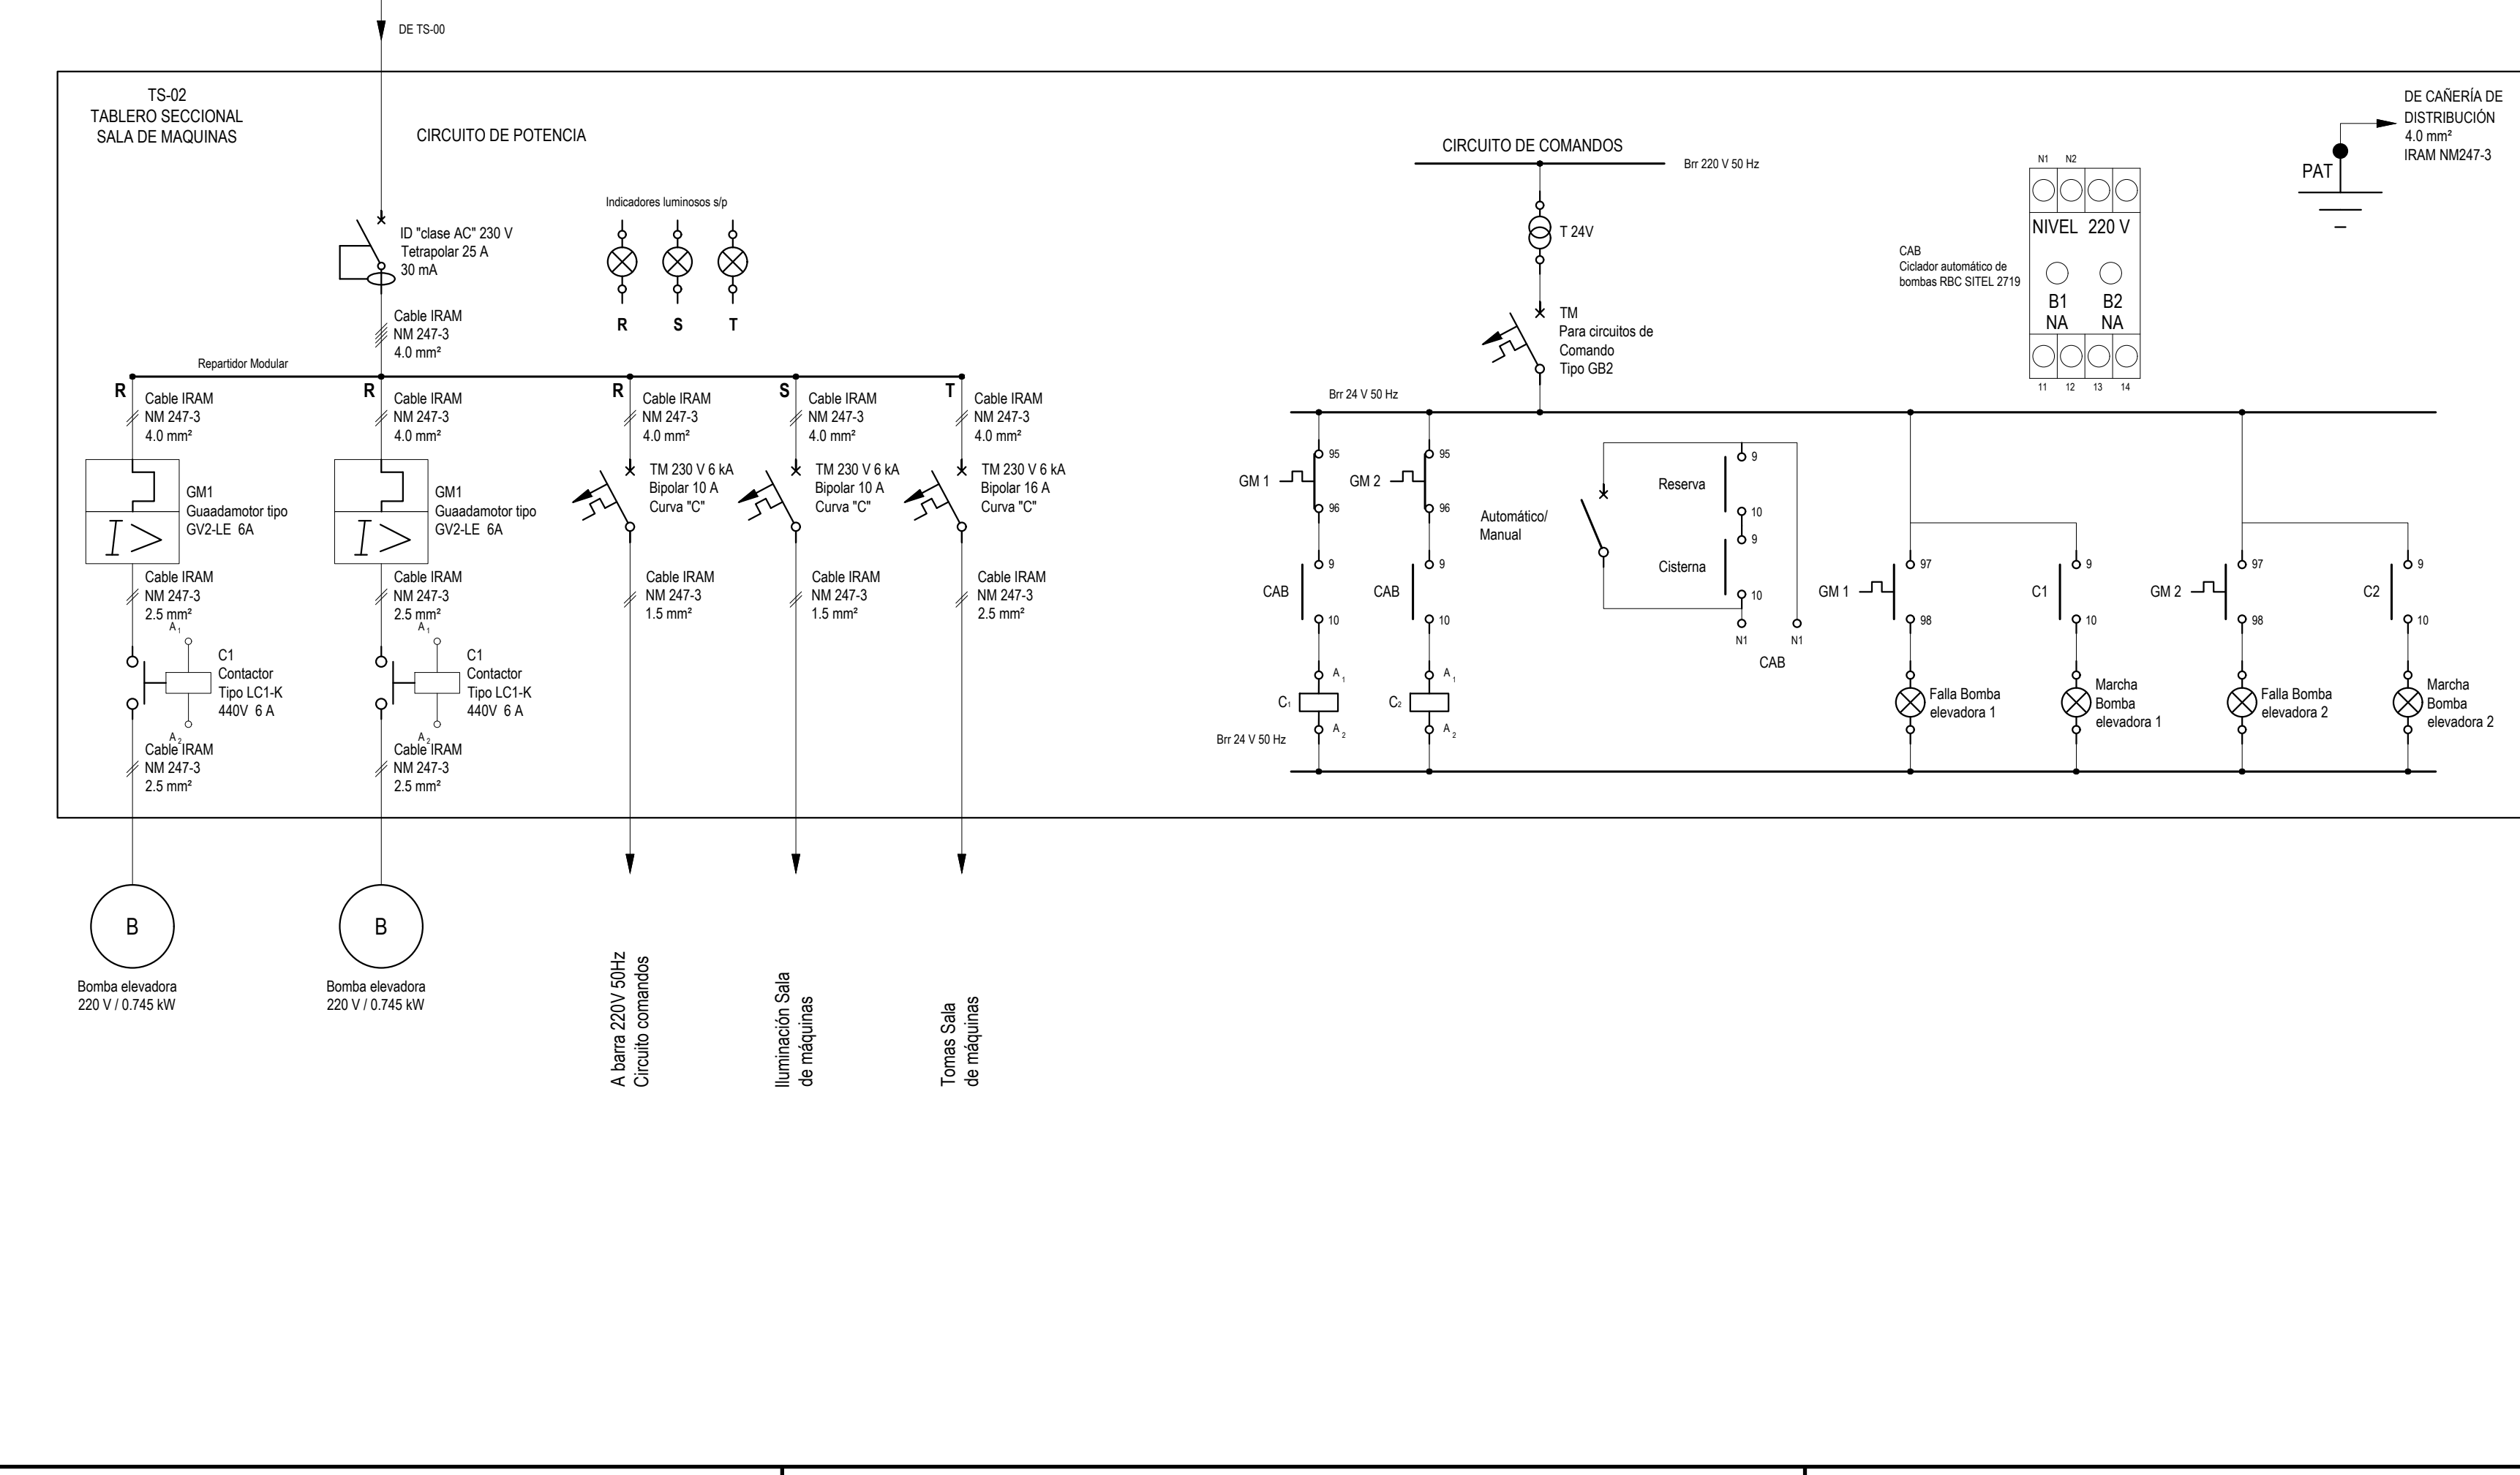 DE TS-00
TS-02
TABLERO SECCIONAL
SALA DE MAQUINAS
CIRCUITO DE POTENCIA
ID "clase AC" 230 V
Tetrapolar 25 A
30 mA
Cable IRAM
NM 247-3
4.0 mm²
Indicadores luminosos s/p
R
S
T
Repartidor Modular
R
Cable IRAM
NM 247-3
4.0 mm²
GM1
Guaadamotor tipo
GV2-LE 6A
Cable IRAM
NM 247-3
2.5 mm²
A1
C1
Contactor
Tipo LC1-K
440V 6 A
A2
Cable IRAM
NM 247-3
2.5 mm²
B
Bomba elevadora
220 V / 0.745 kW
R
Cable IRAM
NM 247-3
4.0 mm²
GM1
Guaadamotor tipo
GV2-LE 6A
Cable IRAM
NM 247-3
2.5 mm²
A1
C1
Contactor
Tipo LC1-K
440V 6 A
A2
Cable IRAM
NM 247-3
2.5 mm²
B
Bomba elevadora
220 V / 0.745 kW
R
Cable IRAM
NM 247-3
4.0 mm²
TM 230 V 6 kA
Bipolar 10 A
Curva "C"
Cable IRAM
NM 247-3
1.5 mm²
A barra 220V 50Hz
Circuito comandos
S
Cable IRAM
NM 247-3
4.0 mm²
TM 230 V 6 kA
Bipolar 10 A
Curva "C"
Cable IRAM
NM 247-3
1.5 mm²
Iluminación Sala
de máquinas
T
Cable IRAM
NM 247-3
4.0 mm²
TM 230 V 6 kA
Bipolar 16 A
Curva "C"
Cable IRAM
NM 247-3
2.5 mm²
Tomas Sala
de máquinas
CIRCUITO DE COMANDOS
Brr 220 V 50 Hz
T 24V
TM
Para circuitos de
Comando
Tipo GB2
Brr 24 V 50 Hz
GM 1
95
96
CAB
9
10
A1
C1
A2
Brr 24 V 50 Hz
GM 2
95
96
CAB
9
10
A1
C2
A2
Automático/
Manual
Reserva
9
10
Cisterna
9
10
N1
N1
CAB
GM 1
97
98
Falla Bomba
elevadora 1
C1
9
10
Marcha
Bomba
elevadora 1
GM 2
97
98
Falla Bomba
elevadora 2
C2
9
10
Marcha
Bomba
elevadora 2
CAB
Ciclador automático de
bombas RBC SITEL 2719
N1 N2
NIVEL 220 V
B1 B2
NA NA
11 12 13 14
PAT
DE CAÑERÍA DE
DISTRIBUCIÓN
4.0 mm²
IRAM NM247-3